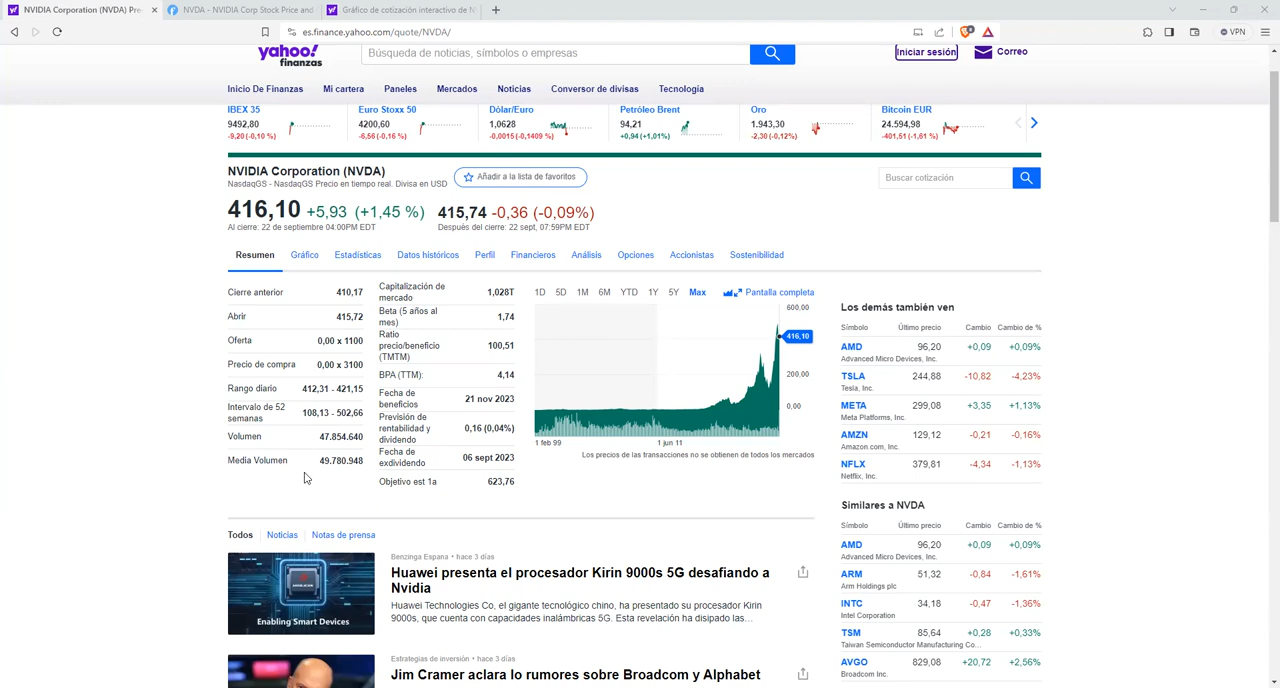 NVIDIA Corporation (NVDA) Pre
NVDA - NVIDIA Corp Stock Price and
Gráfico de cotización interactivo de N
es.finance.yahoo.com/quote/NVDA/
VPN
yahoo!
finanzas
Búsqueda de noticias, símbolos o empresas
Iniciar sesión
Correo
Inicio De Finanzas
Mi cartera
Paneles
Mercados
Noticias
Conversor de divisas
Tecnología
IBEX 35
9492,80
-9,20 (-0,10 %)
Euro Stoxx 50
4200,60
-6,56 (-0,16 %)
Dólar/Euro
1,0628
-0,0015 (-0,1409 %)
Petróleo Brent
94,21
+0,94 (+1,01%)
Oro
1.943,30
-2,30 (-0,12%)
Bitcoin EUR
24.594,98
-401,51 (-1,61 %)
NVIDIA Corporation (NVDA)
NasdaqGS - NasdaqGS Precio en tiempo real. Divisa en USD
Añadir a la lista de favoritos
Buscar cotización
416,10 +5,93 (+1,45 %)
Al cierre: 22 de septiembre 04:00PM EDT
415,74 -0,36 (-0,09%)
Después del cierre: 22 sept, 07:59PM EDT
Resumen
Gráfico
Estadísticas
Datos históricos
Perfil
Financieros
Análisis
Opciones
Accionistas
Sostenibilidad
Cierre anterior 410,17
Abrir 415,72
Oferta 0,00 x 1100
Precio de compra 0,00 x 3100
Rango diario 412,31 - 421,15
Intervalo de 52
semanas 108,13 - 502,66
Volumen 47.854.640
Media Volumen 49.780.948
Capitalización de
mercado 1,028T
Beta (5 años al
mes) 1,74
Ratio
precio/beneficio 100,51
(TMTM)
BPA (TTM): 4,14
Fecha de
beneficios 21 nov 2023
Previsión de
rentabilidad y 0,16 (0,04%)
dividendo
Fecha de
exdividendo 06 sept 2023
Objetivo est 1a 623,76
1D 5D 1M 6M YTD 1Y 5Y Max
Pantalla completa
600,00
416,10
200,00
0,00
1 feb 99
1 jun 11
Los precios de las transacciones no se obtienen de todos los mercados
Los demás también ven
Símbolo Último precio Cambio Cambio de %
AMD 96,20 +0,09 +0,09%
Advanced Micro Devices, Inc.
TSLA 244,88 -10,82 -4,23%
Tesla, Inc.
META 299,08 +3,35 +1,13%
Meta Platforms, Inc.
AMZN 129,12 -0,21 -0,16%
Amazon.com, Inc.
NFLX 379,81 -4,34 -1,13%
Netflix, Inc.
Similares a NVDA
Símbolo Último precio Cambio Cambio de %
AMD 96,20 +0,09 +0,09%
Advanced Micro Devices, Inc.
ARM 51,32 -0,84 -1,61%
Arm Holdings plc
INTC 34,18 -0,47 -1,36%
Intel Corporation
TSM 85,64 +0,28 +0,33%
Taiwan Semiconductor Manufacturing Co...
AVGO 829,08 +20,72 +2,56%
Broadcom Inc.
Todos
Noticias
Notas de prensa
Enabling Smart Devices
Benzinga Espana • hace 3 días
Huawei presenta el procesador Kirin 9000s 5G desafiando a
Nvidia
Huawei Technologies Co, el gigante tecnológico chino, ha presentado su procesador Kirin
9000s, que cuenta con capacidades inalámbricas 5G. Esta revelación ha disipado las…
Estrategias de inversión • hace 3 días
Jim Cramer aclara lo rumores sobre Broadcom y Alphabet